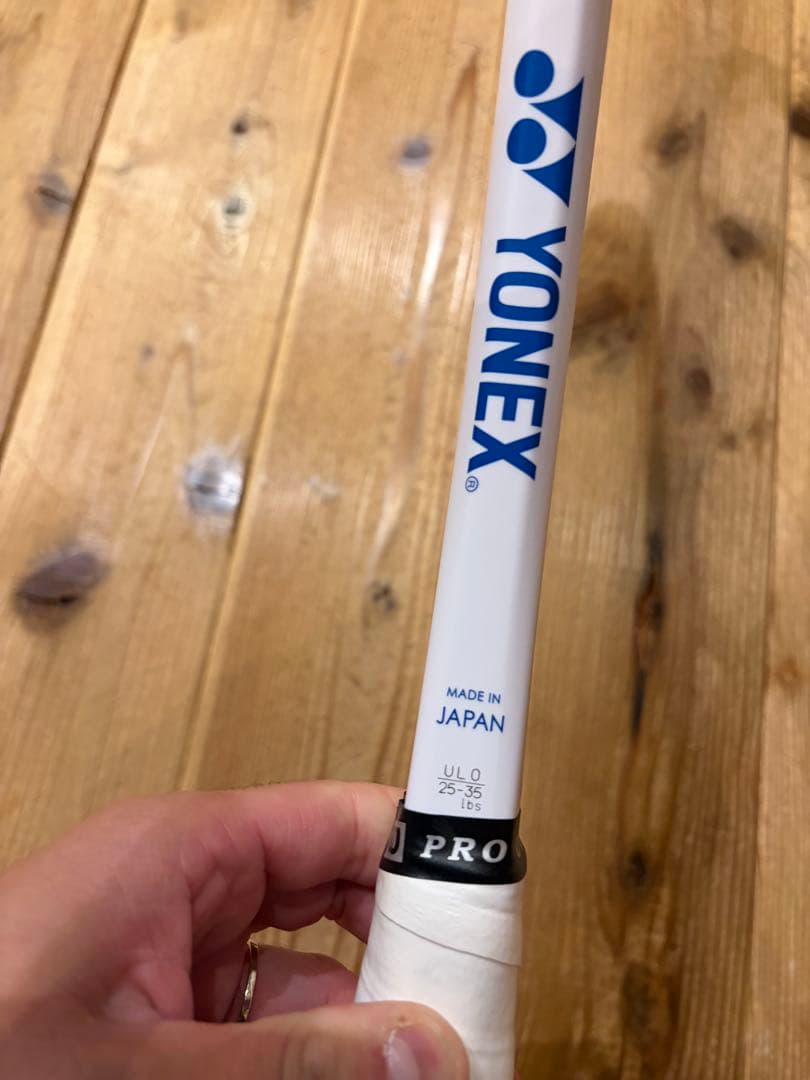 YONEX®
MADE IN
JAPAN
UL 0
25-35
lbs
PRO